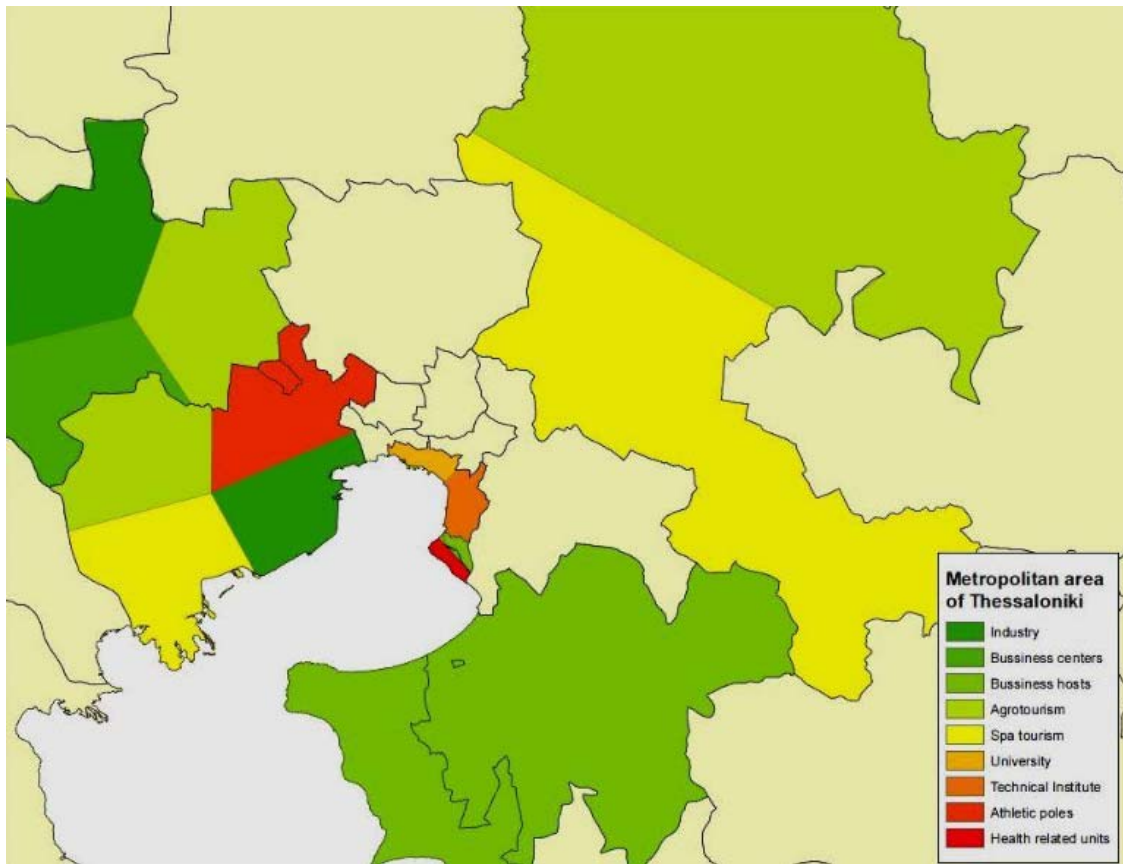 Metropolitan area
of Thessaloniki
Industry
Bussiness centers
Bussiness hosts
Agrotourism
Spa tourism
University
Technical Institute
Athletic poles
Health related units